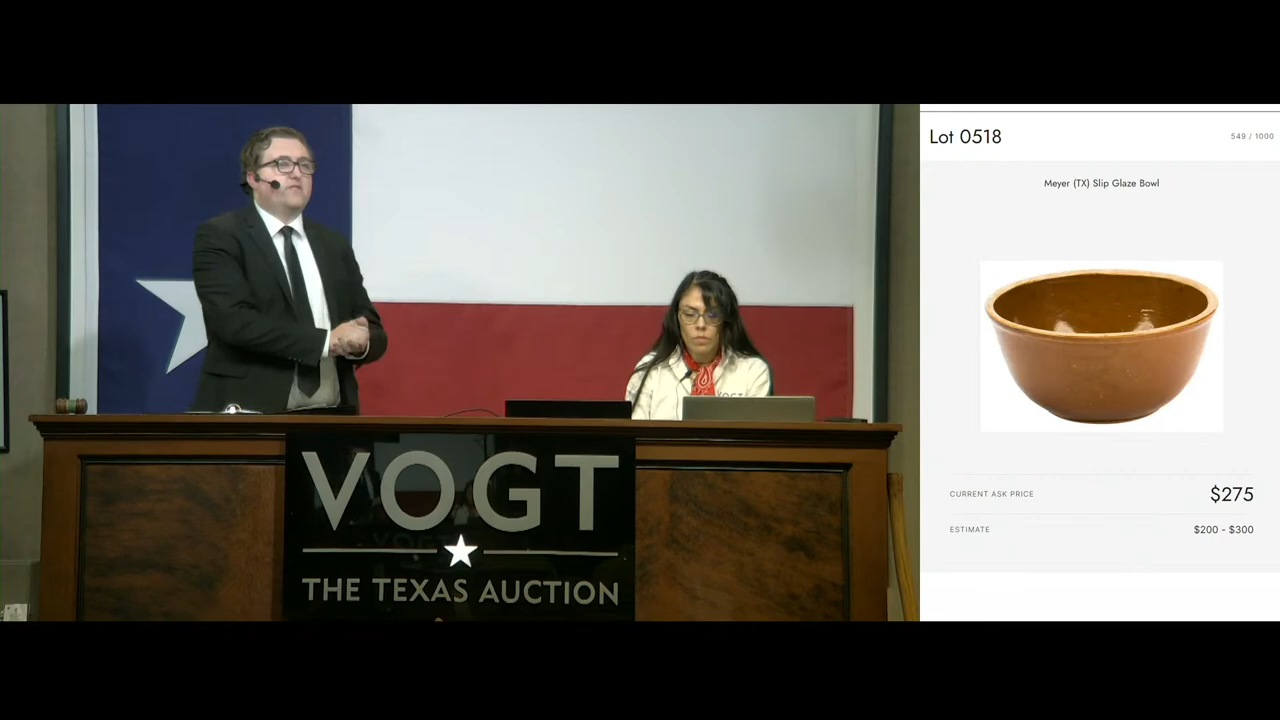 Lot 0518
549 / 1000
Meyer (TX) Slip Glaze Bowl
CURRENT ASK PRICE
$275
ESTIMATE
$200 - $300
VOGT
VOGT
THE TEXAS AUCTION